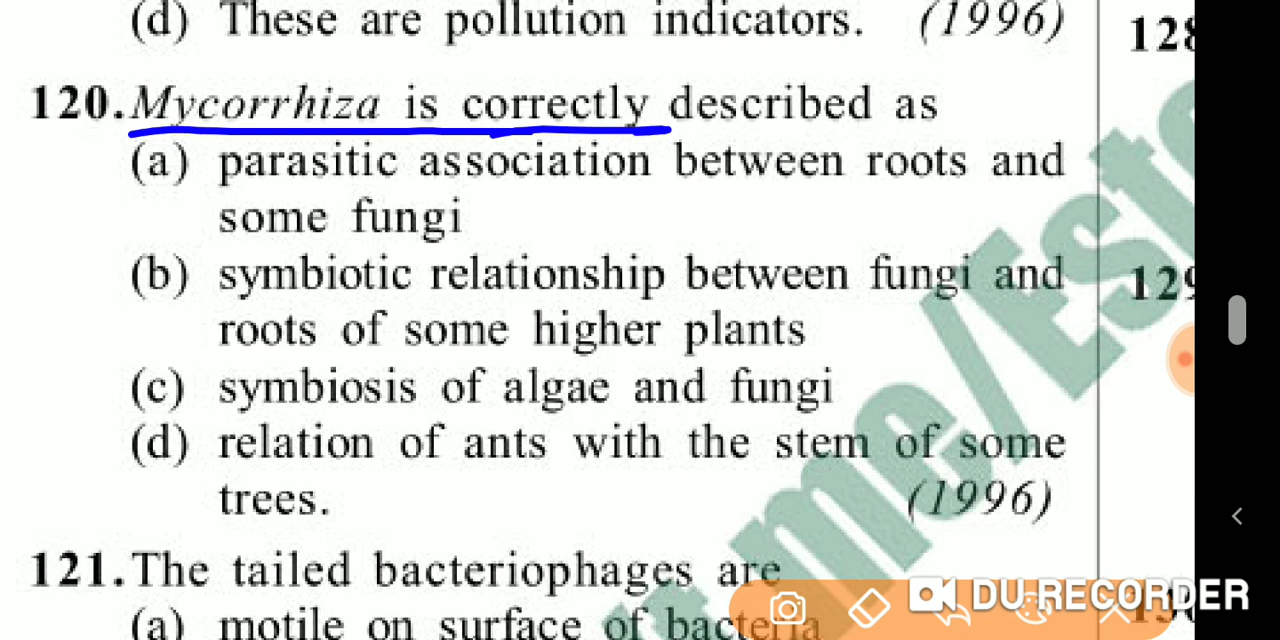 (d) These are pollution indicators. (1996)
120. Mycorrhiza is correctly described as
(a) parasitic association between roots and
some fungi
(b) symbiotic relationship between fungi and
roots of some higher plants
(c) symbiosis of algae and fungi
(d) relation of ants with the stem of some
trees. (1996)
121. The tailed bacteriophages are
(a) motile on surface of bacteria
128
129
DU RECORDER